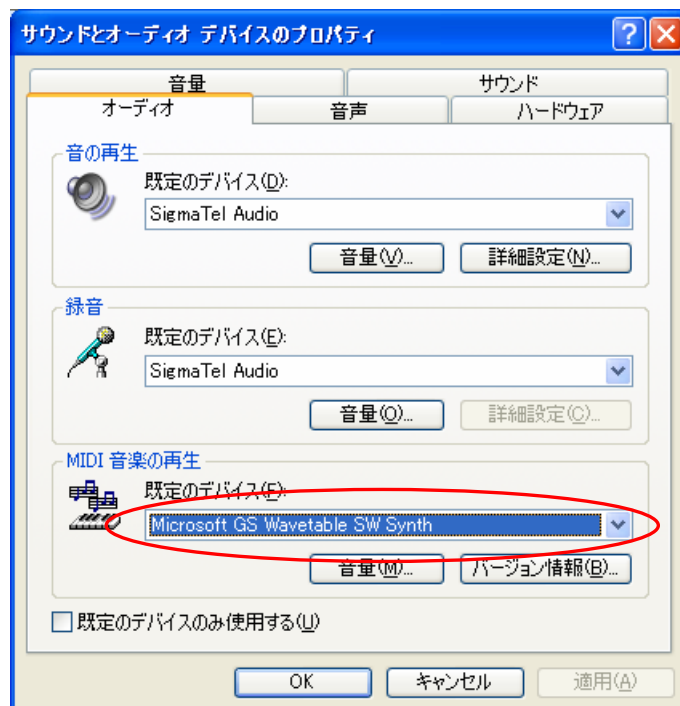 サウンドとオーディオ デバイスのプロパティ
音量
サウンド
オーディオ
音声
ハードウェア
音の再生
既定のデバイス(D):
SigmaTel Audio
音量(V)...
詳細設定(N)...
録音
既定のデバイス(E):
SigmaTel Audio
音量(O)...
詳細設定(C)...
MIDI 音楽の再生
既定のデバイス(F):
Microsoft GS Wavetable SW Synth
音量(M)...
バージョン情報(B)...
既定のデバイスのみ使用する(U)
OK
キャンセル
適用(A)